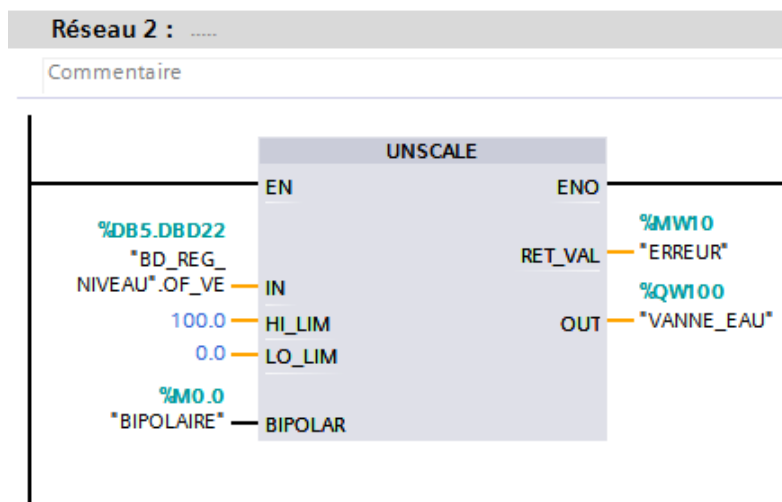 Réseau 2 : .....
Commentaire
UNSCALE
EN
ENO
%DB5.DBD22
"BD_REG_
NIVEAU".OF_VE
IN
%MW10
RET_VAL
"ERREUR"
100.0
HI_LIM
%QW100
OUT
"VANNE_EAU"
0.0
LO_LIM
%M0.0
"BIPOLAIRE"
BIPOLAR